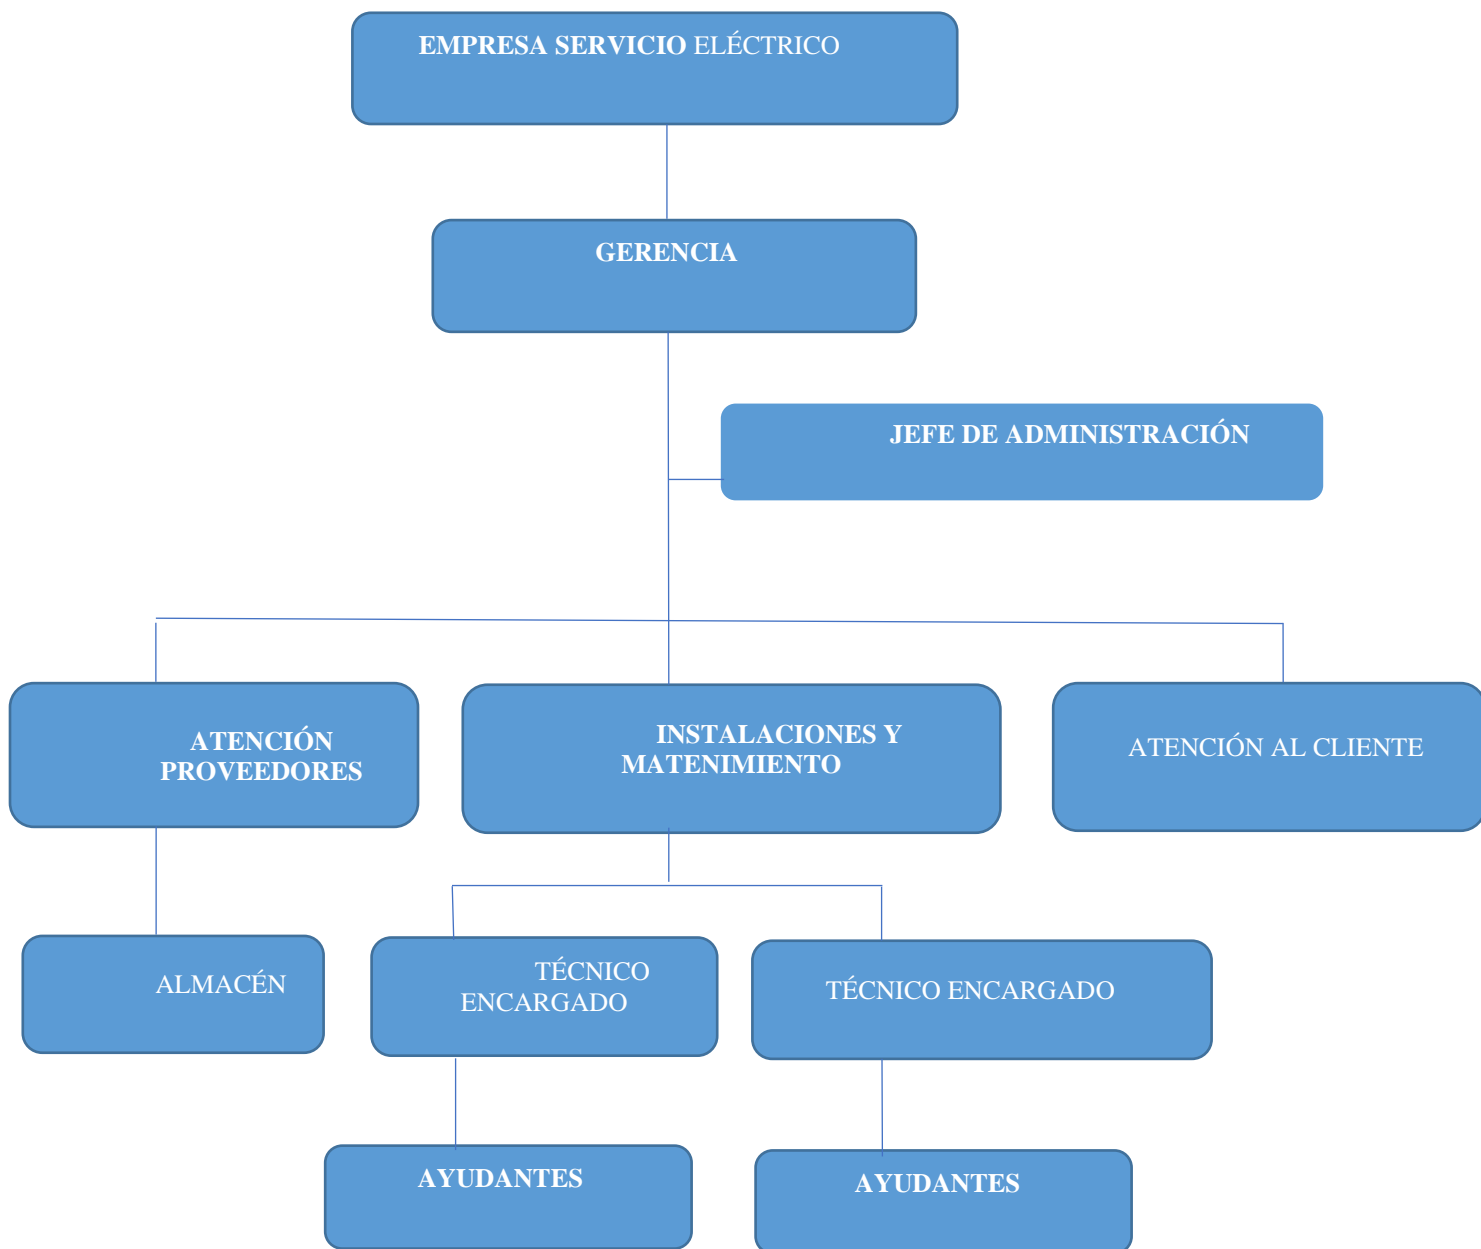 EMPRESA SERVICIO ELÉCTRICO
GERENCIA
JEFE DE ADMINISTRACIÓN
ATENCIÓN
PROVEEDORES
INSTALACIONES Y
MATENIMIENTO
ATENCIÓN AL CLIENTE
ALMACÉN
TÉCNICO
ENCARGADO
TÉCNICO ENCARGADO
AYUDANTES
AYUDANTES